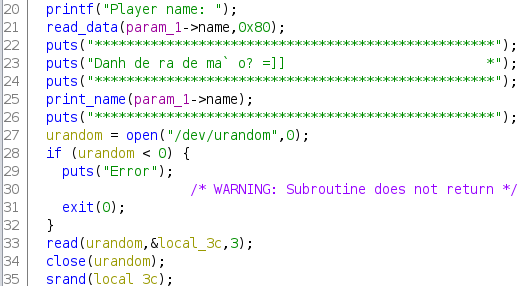 20 printf("Player name: ");
21 read_data(param_1->name,0x80);
22 puts("**************************************************");
23 puts("Danh de ra de ma` o? =]]                         *");
24 puts("**************************************************");
25 print_name(param_1->name);
26 puts("**************************************************");
27 urandom = open("/dev/urandom",0);
28 if (urandom < 0) {
29 puts("Error");
30 /* WARNING: Subroutine does not return */
31 exit(0);
32 }
33 read(urandom,&local_3c,3);
34 close(urandom);
35 srand(local_3c);